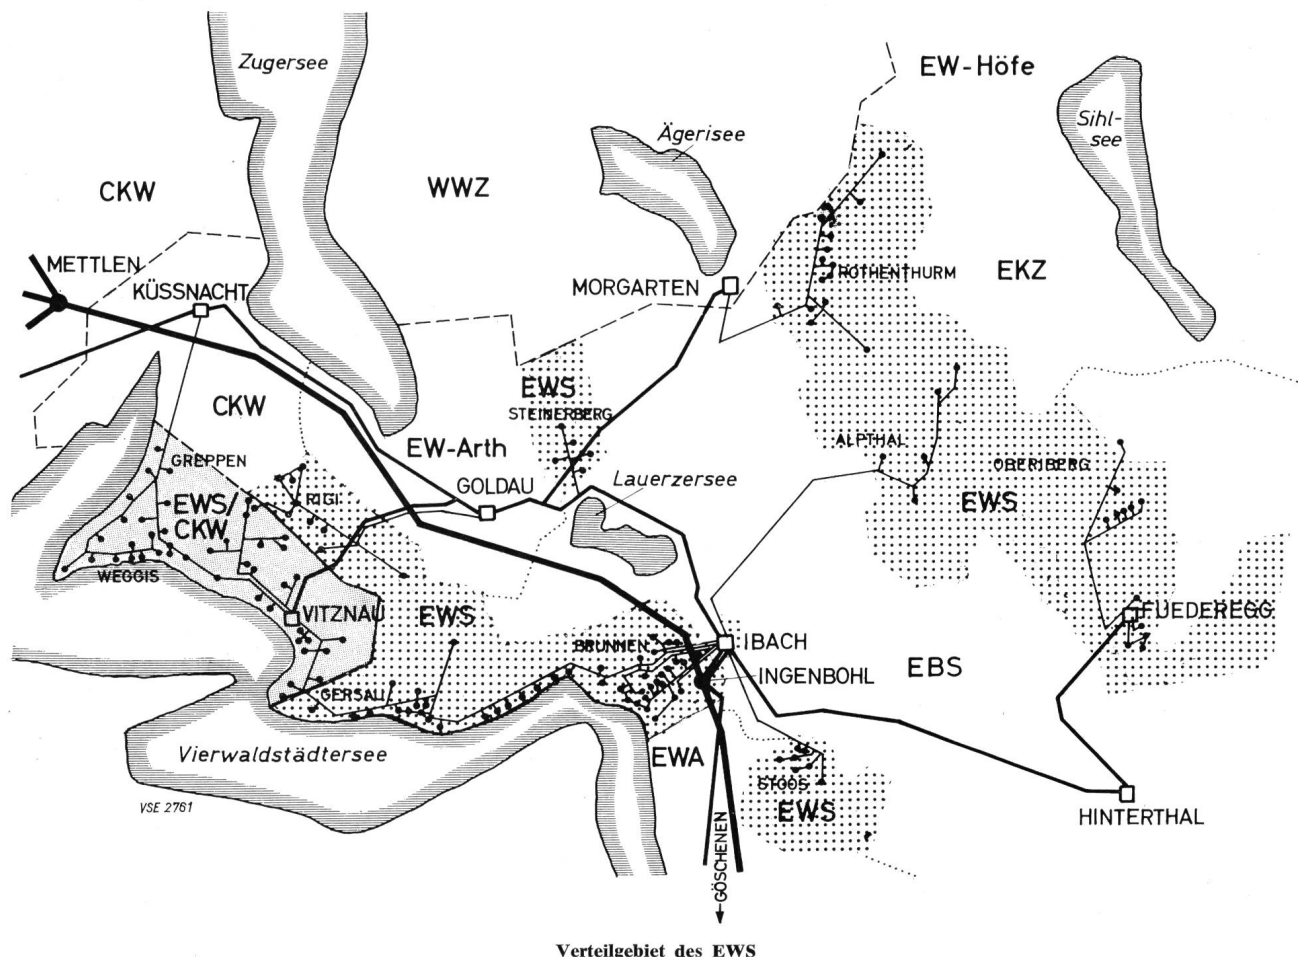 Zugersee
EW-Höfe
Sihl-
see
Ägerisee
CKW
WWZ
METTLEN
KÜSSNACHT
MORGARTEN
ROTHENTHURM
EKZ
CKW
EWS
STEINERBERG
EW-Arth
GREPPEN
RIGI
GOLDAU
Lauerzersee
ALPTHAL
OBERIBERG
EWS/
CKW
EWS
WEGGIS
VITZNAU
EWS
BRUNNEN
IBACH
FUEDEREGG
EBS
INGENBOHL
GERSAU
Vierwaldstädtersee
EWA
STOOS
EWS
VSE 2761
GÖSCHENEN
HINTERTHAL
Verteilgebiet des EWS